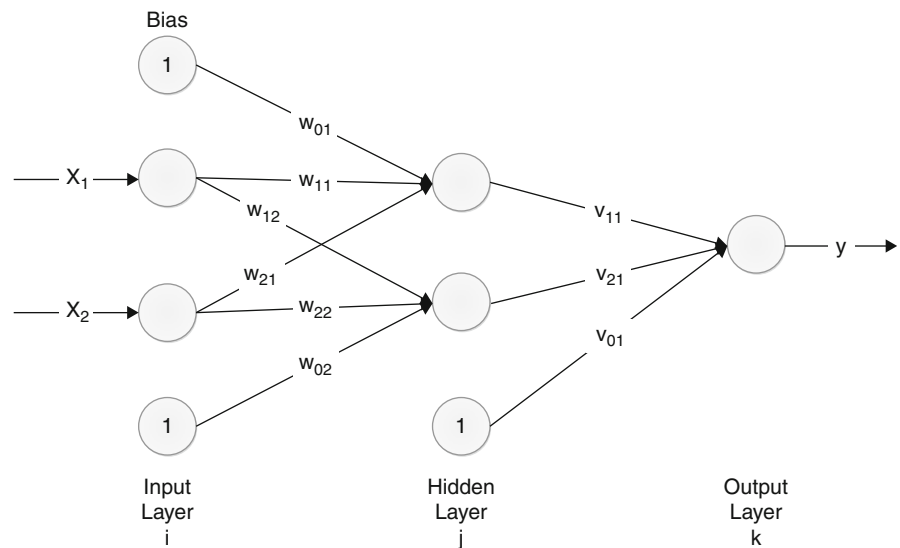 Bias
1
w₀₁
X₁
w₁₁
w₁₂
v₁₁
y
w₂₁
v₂₁
X₂
w₂₂
v₀₁
w₀₂
1
1
Input
Layer
i
Hidden
Layer
j
Output
Layer
k